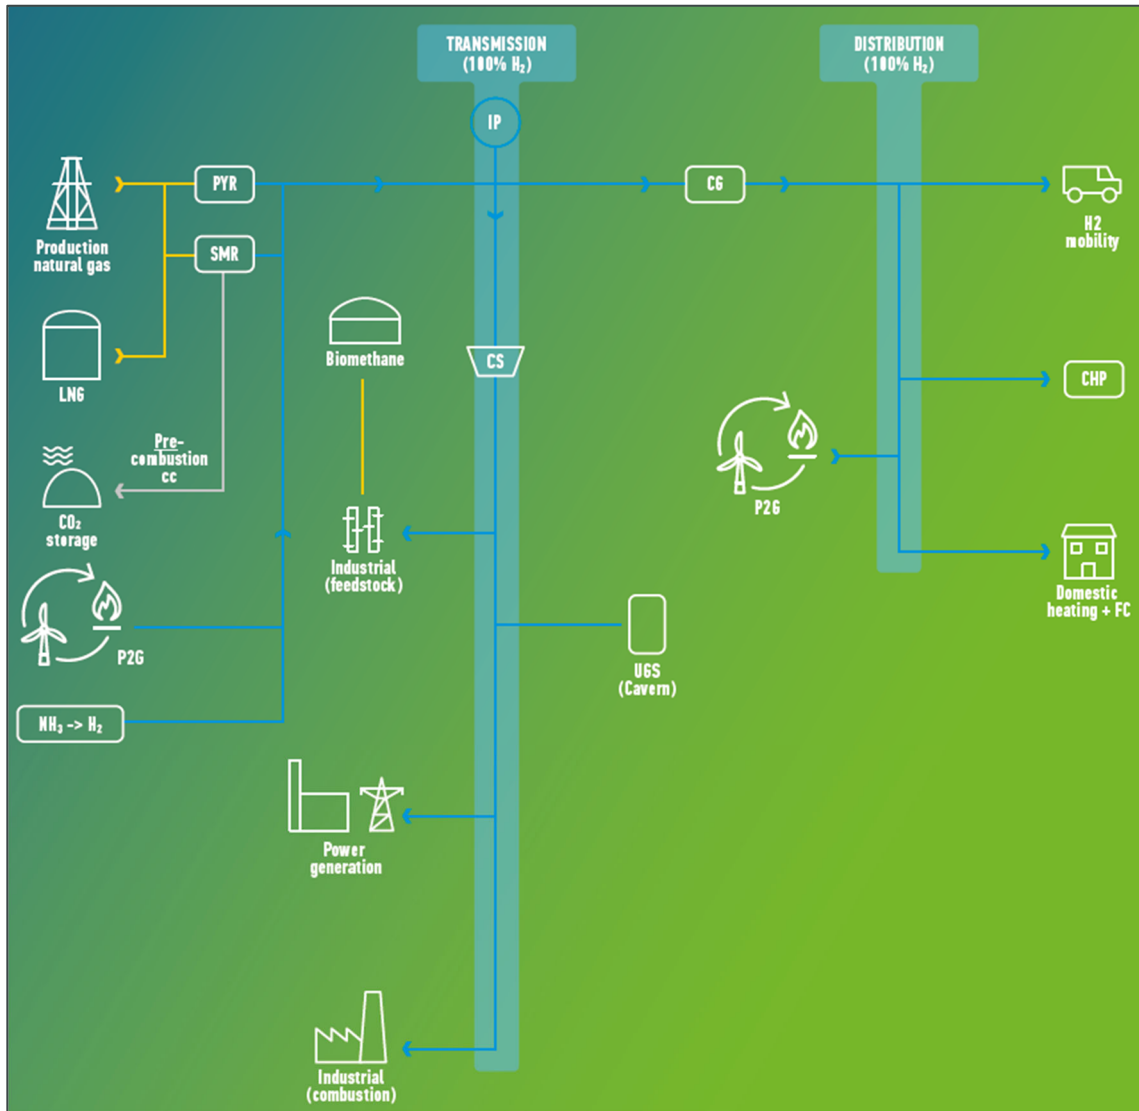 TRANSMISSION
(100% H₂)
DISTRIBUTION
(100% H₂)
IP
PYR
CG
Production
natural gas
SMR
H2
mobility
LNG
Biomethane
CS
CHP
Pre-
combustion
cc
CO₂
storage
P2G
Industrial
(feedstock)
Domestic
heating + FC
P2G
UGS
(Cavern)
NH₃ -> H₂
Power
generation
Industrial
(combustion)